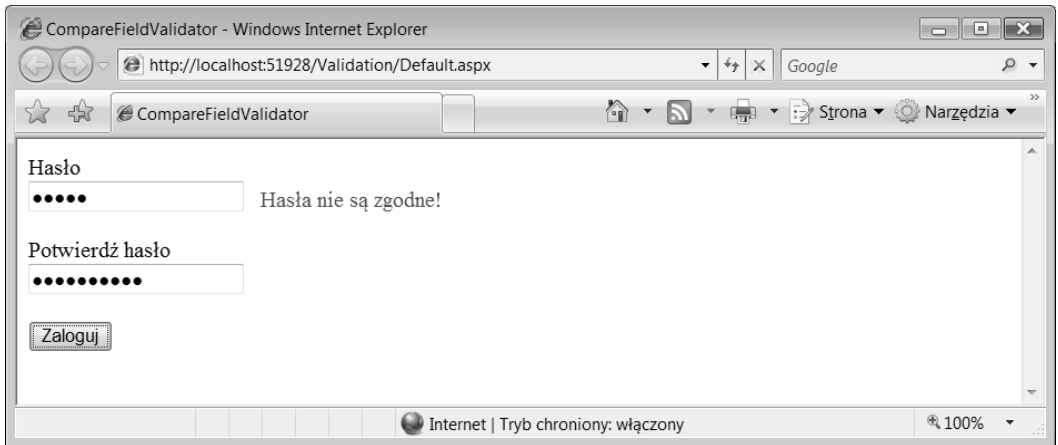 CompareFieldValidator - Windows Internet Explorer
http://localhost:51928/Validation/Default.aspx
Google
CompareFieldValidator
Strona
Narzędzia
Hasło
••••• Hasła nie są zgodne!
Potwierdź hasło
••••••••••
Zaloguj
Internet | Tryb chroniony: włączony
100%